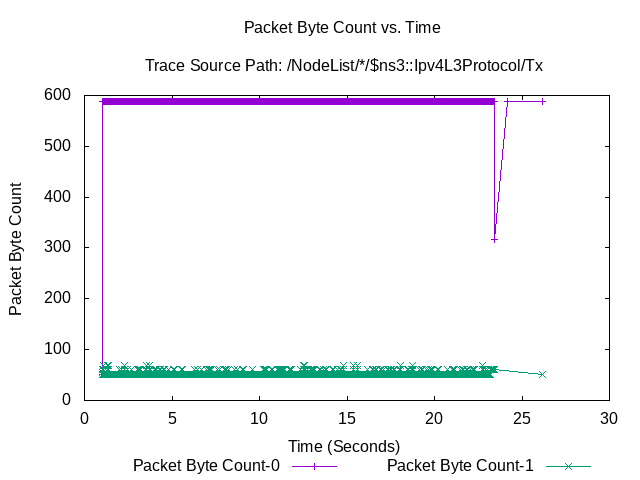 Packet Byte Count vs. Time
Trace Source Path: /NodeList/*/$ns3::Ipv4L3Protocol/Tx
600
500
400
300
200
100
0
Packet Byte Count
0 5 10 15 20 25 30
Time (Seconds)
Packet Byte Count-0 Packet Byte Count-1